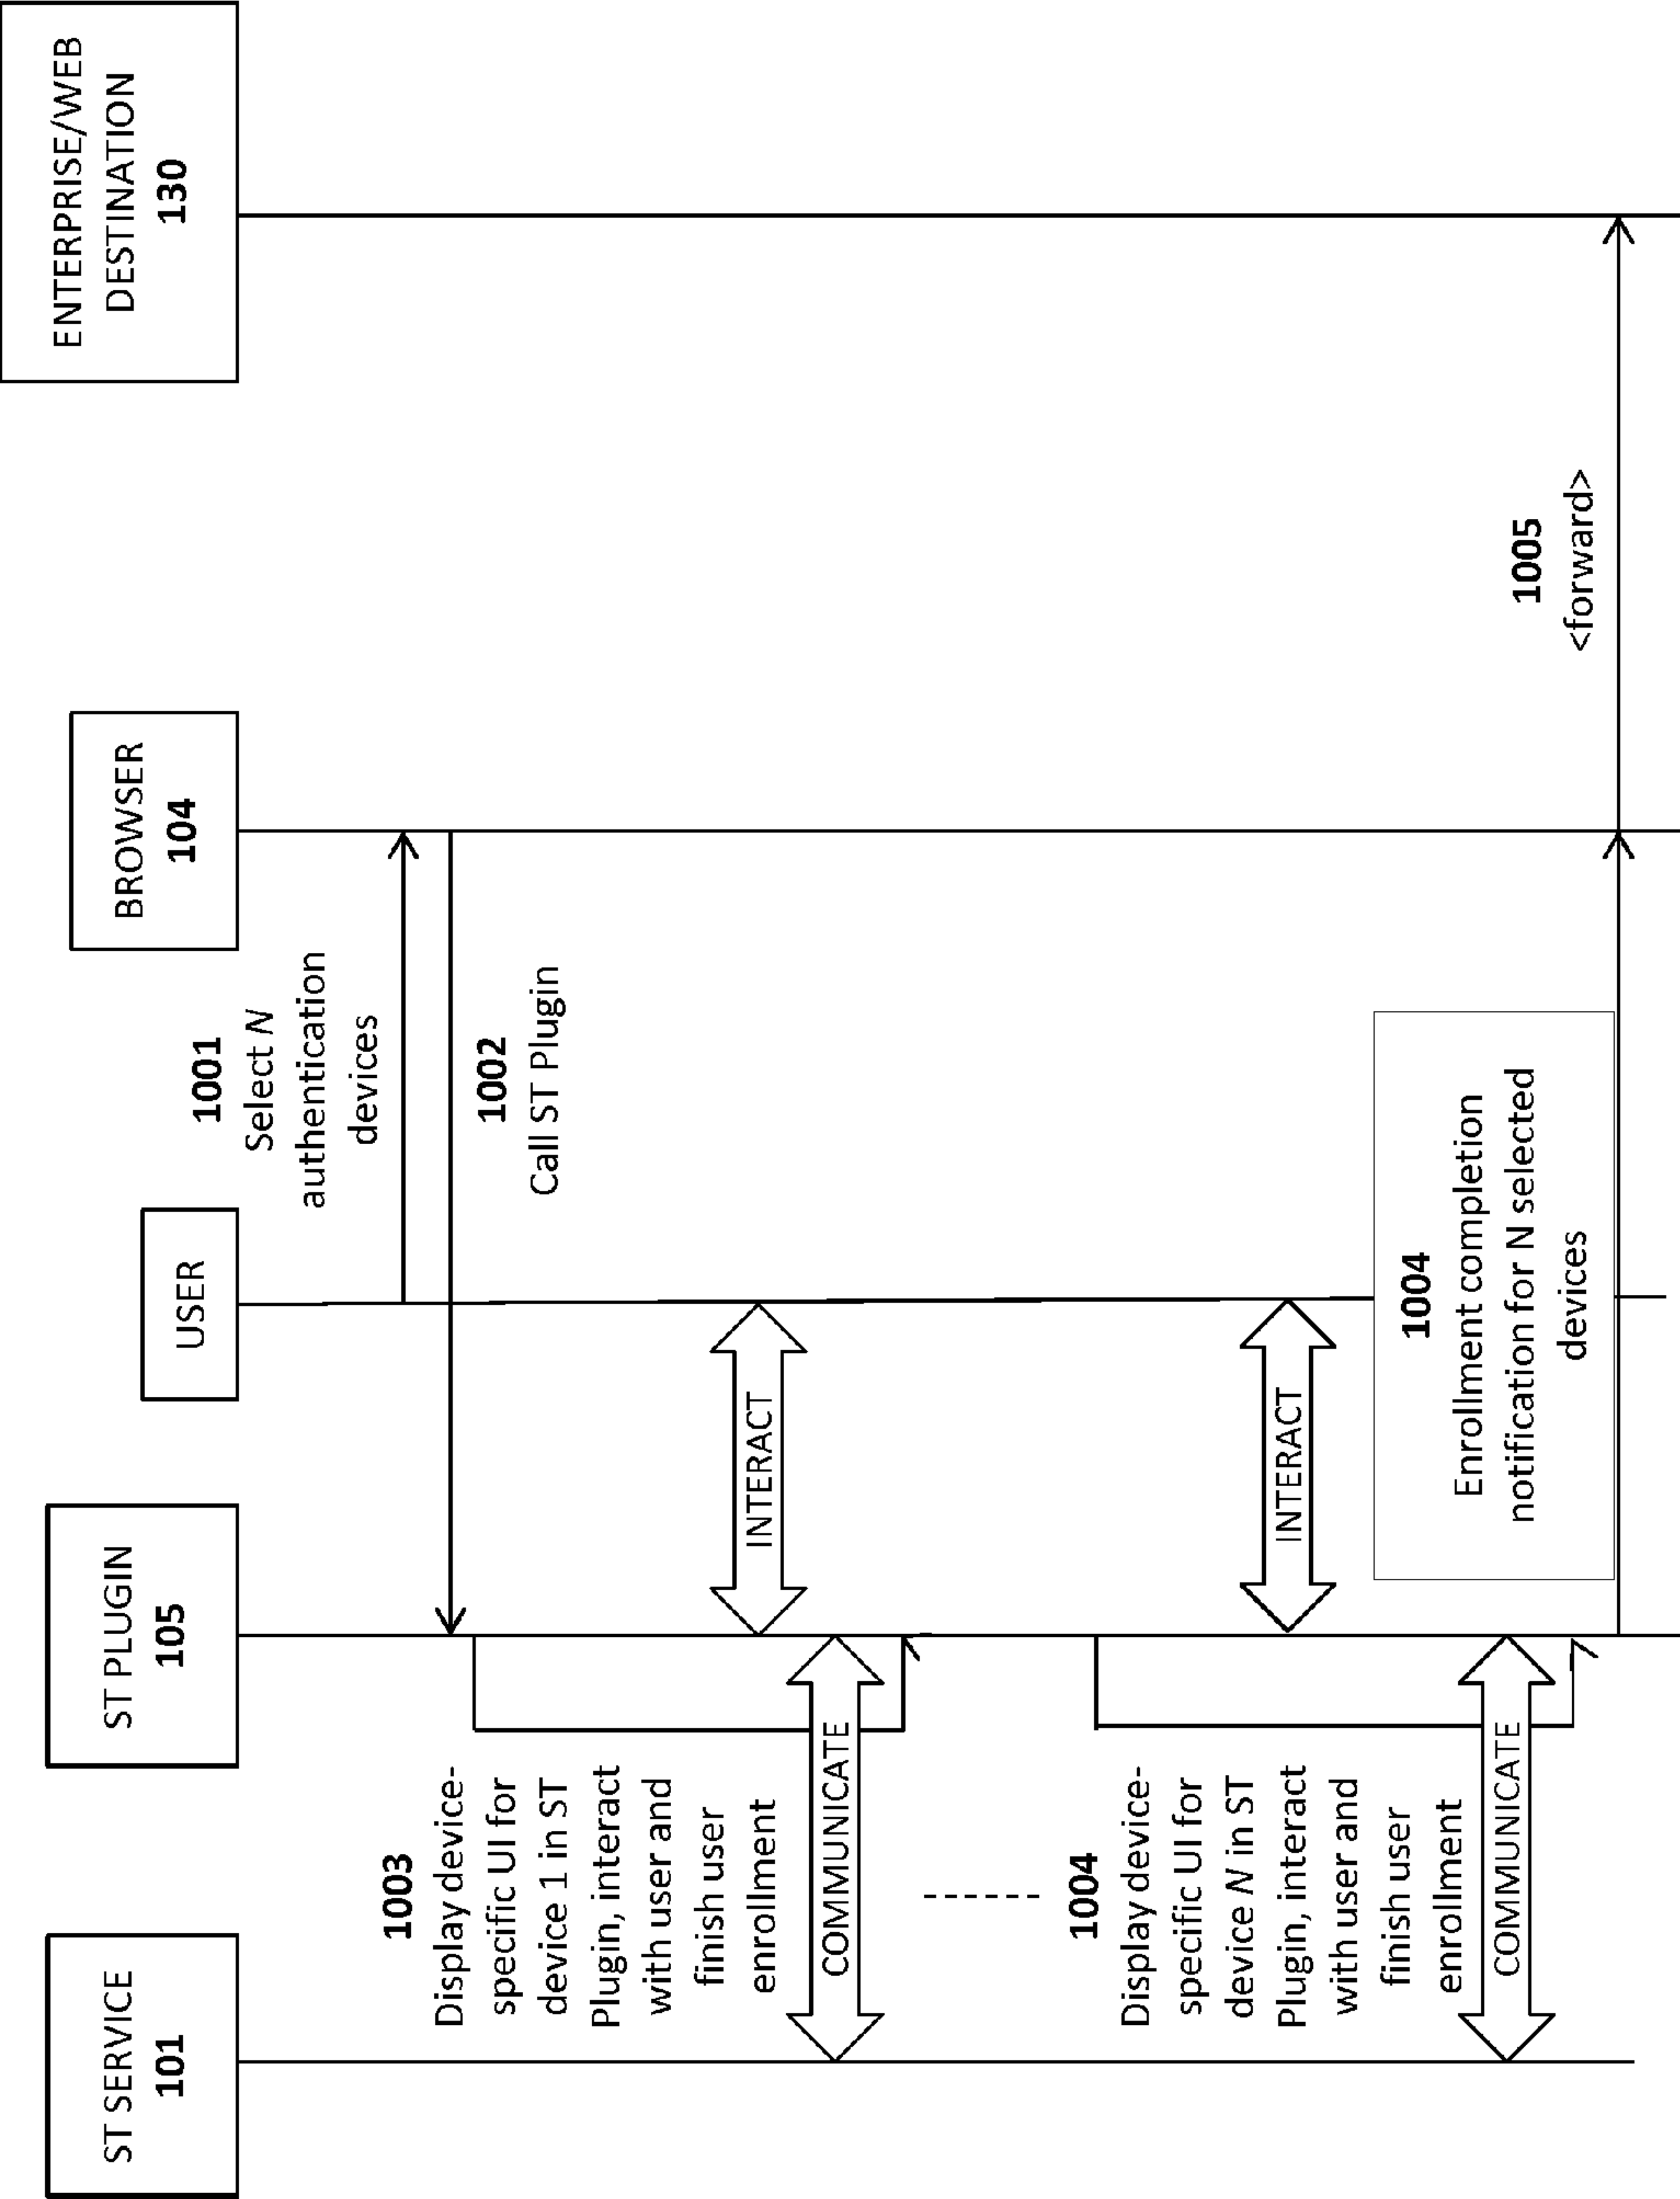 ST SERVICE
101
ST PLUGIN
105
USER
BROWSER
104
ENTERPRISE/WEB
DESTINATION
130
1001
Select N
authentication
devices
1002
Call ST Plugin
1003
Display device-
specific UI for
device 1 in ST
Plugin, interact
with user and
finish user
enrollment
INTERACT
COMMUNICATE
1004
Display device-
specific UI for
device N in ST
Plugin, interact
with user and
finish user
enrollment
INTERACT
COMMUNICATE
1004
Enrollment completion
notification for N selected
devices
1005
<forward>